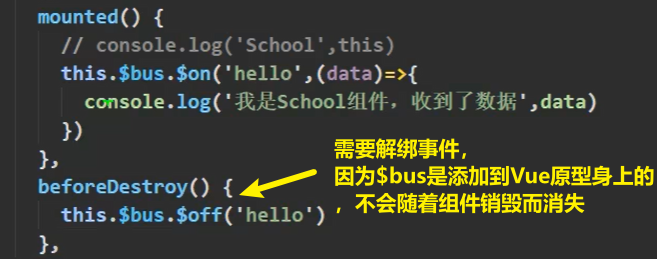 mounted() {
// console.log('School',this)
this.$bus.$on('hello',(data)=>{
console.log('我是School组件，收到了数据',data)
})
},
需要解绑事件，
beforeDestroy() {
因为$bus是添加到Vue原型身上的
this.$bus.$off('hello')
，不会随着组件销毁而消失
},